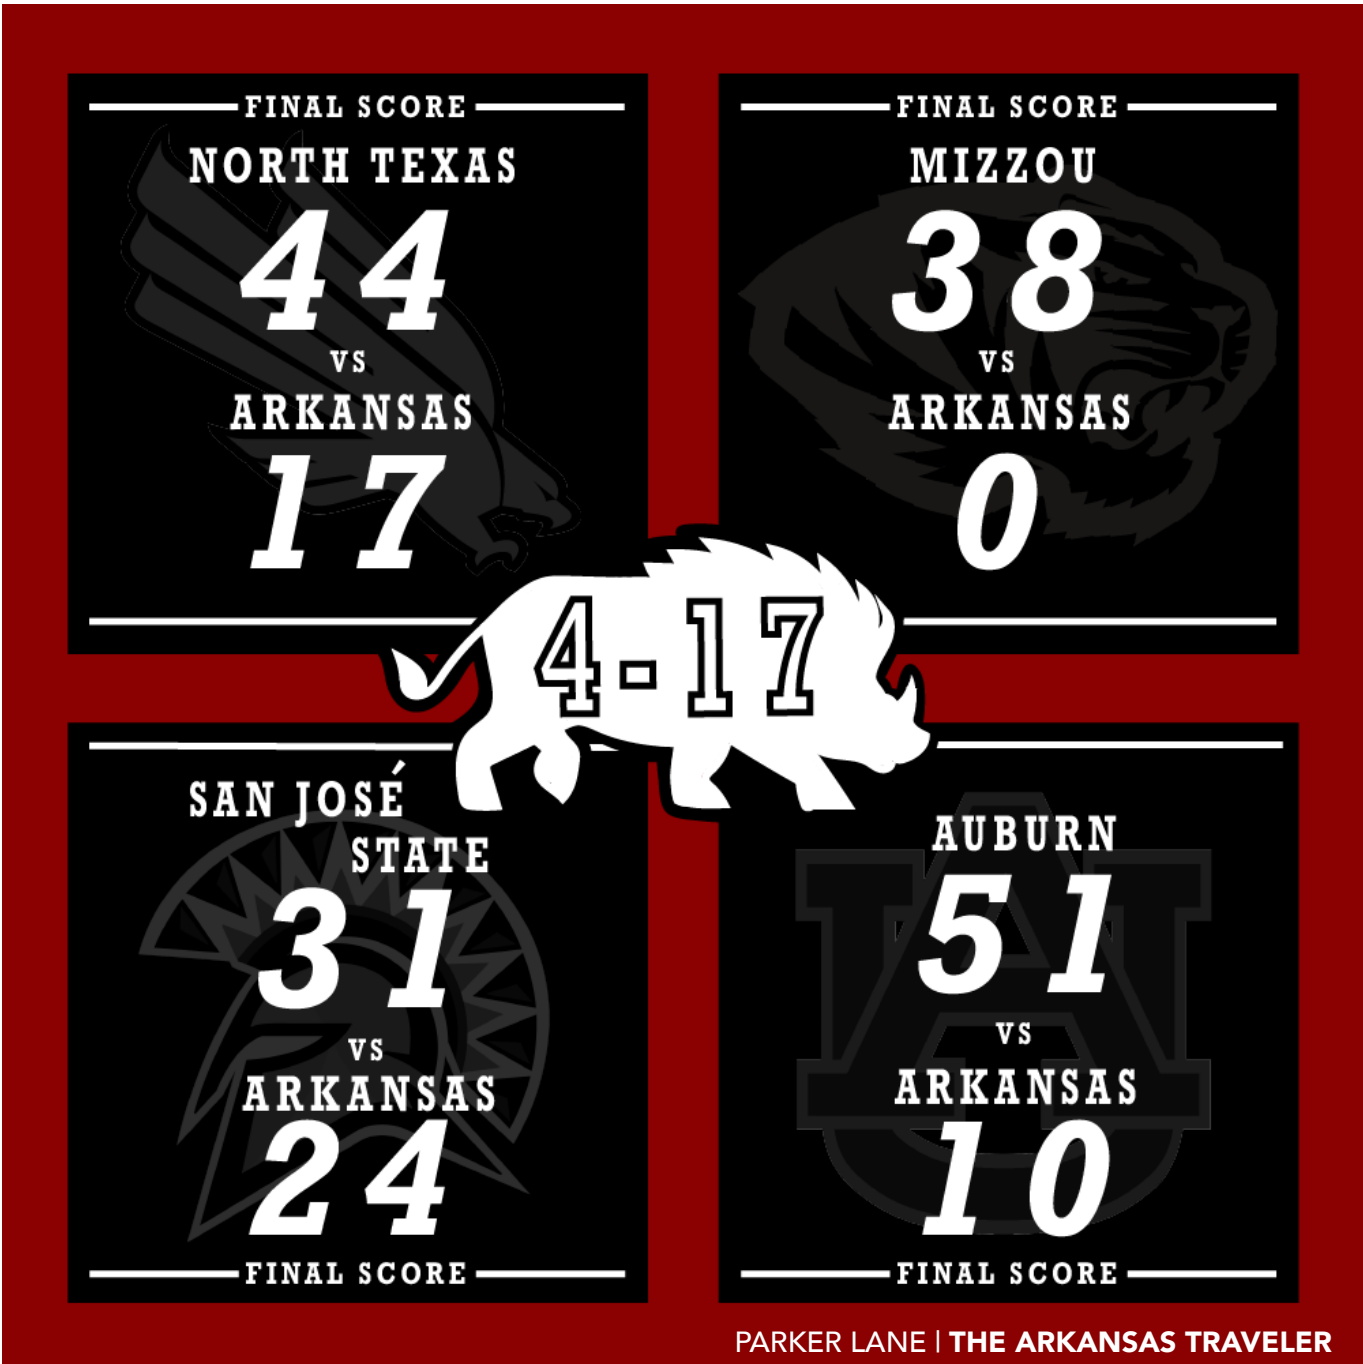 FINAL SCORE
NORTH TEXAS
44
VS
ARKANSAS
17
FINAL SCORE
MIZZOU
38
VS
ARKANSAS
0
4-17
SAN JOSÉ
STATE
31
VS
ARKANSAS
24
FINAL SCORE
AUBURN
51
VS
ARKANSAS
10
FINAL SCORE
PARKER LANE | THE ARKANSAS TRAVELER